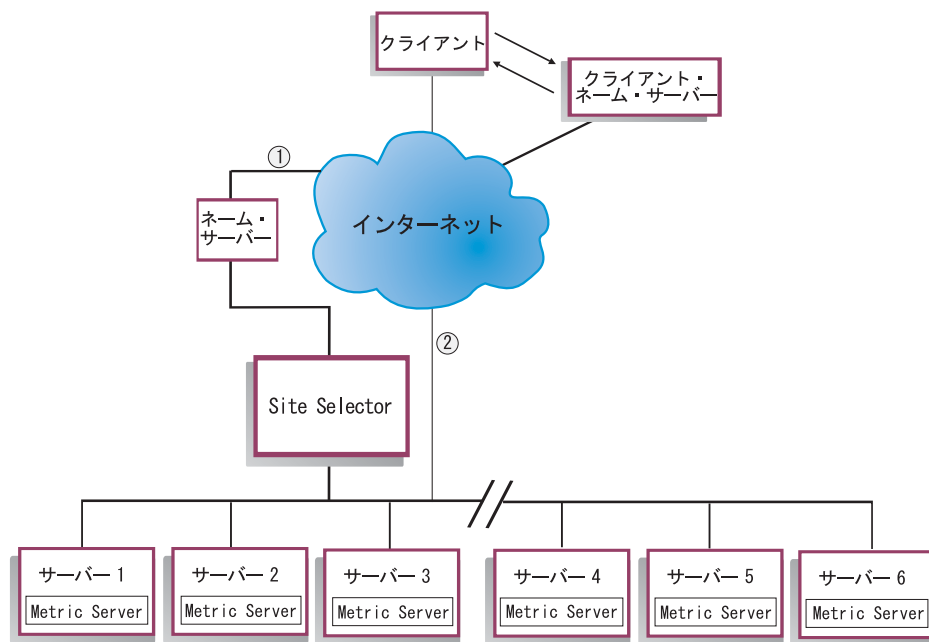 クライアント
クライアント・
ネーム・サーバー
①
ネーム・
サーバー
インターネット
②
Site Selector
サーバー 1
Metric Server
サーバー 2
Metric Server
サーバー 3
Metric Server
サーバー 4
Metric Server
サーバー 5
Metric Server
サーバー 6
Metric Server